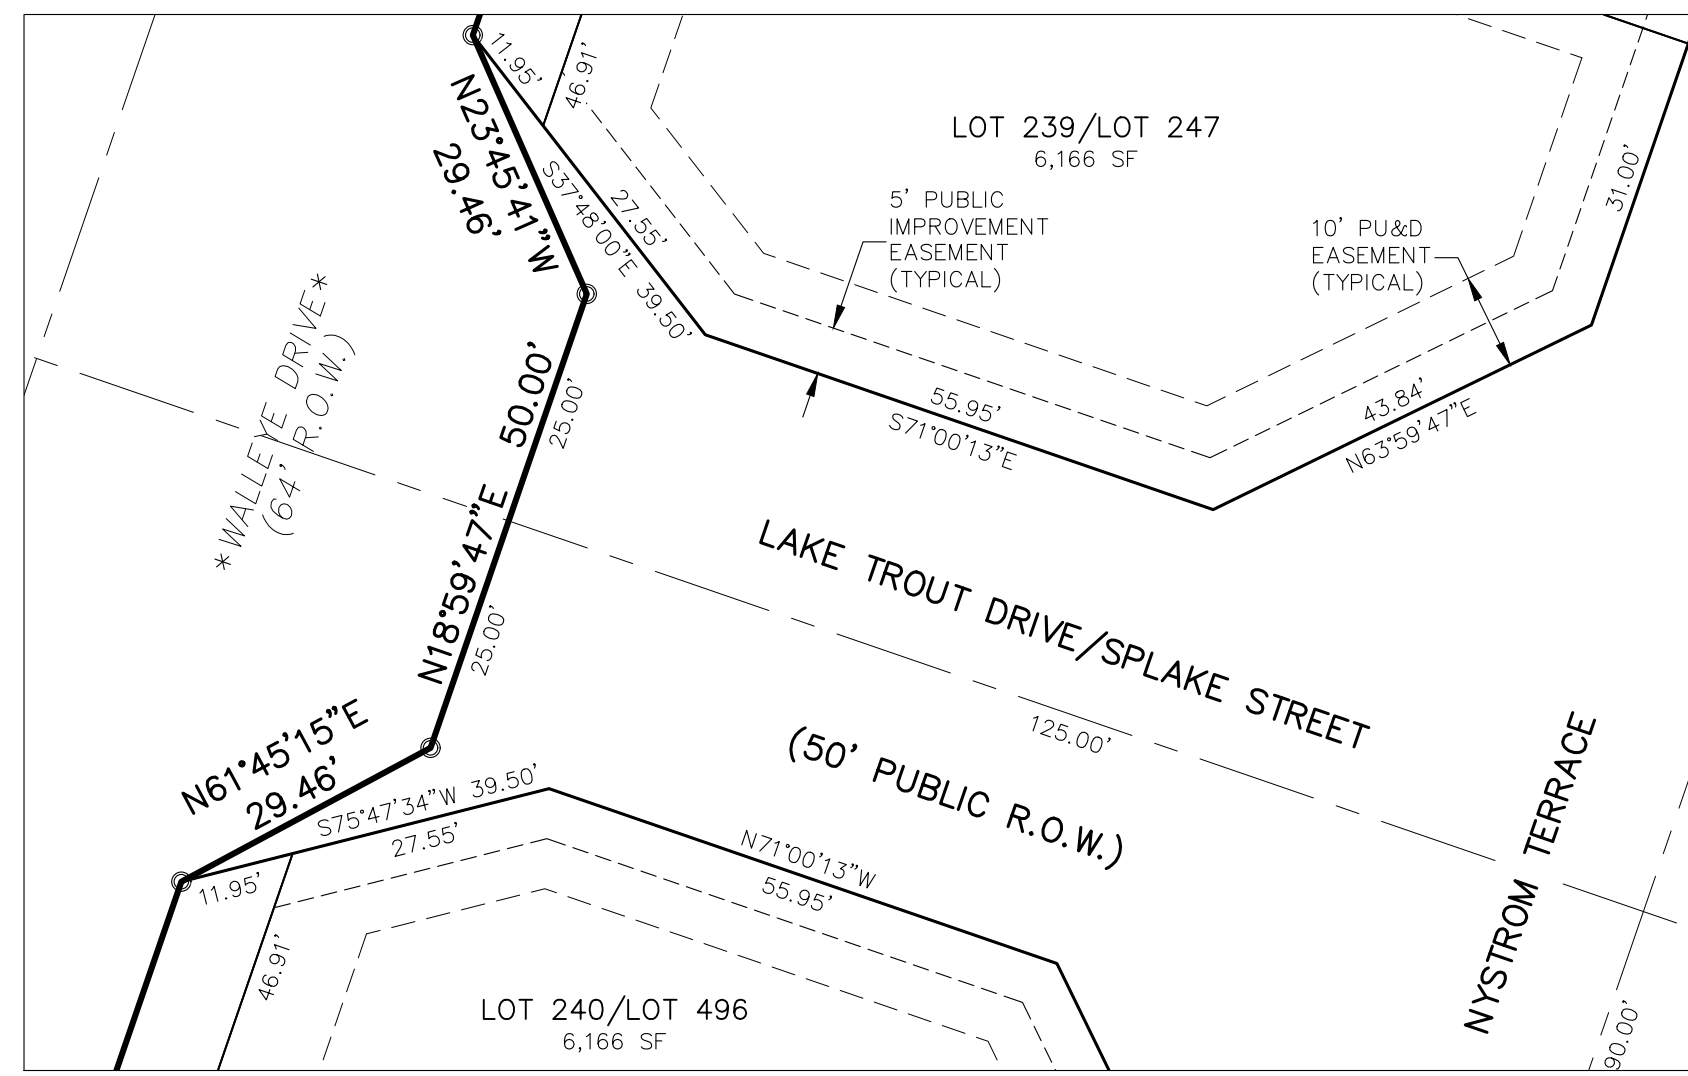 11.95'
46.91'
N23°45'41"W
29.46'
S37°48'00"E 39.50'
27.55'
LOT 239/LOT 247
6,166 SF
5' PUBLIC
IMPROVEMENT
EASEMENT
(TYPICAL)
10' PU&D
EASEMENT
(TYPICAL)
31.00'
55.95'
S71°00'13"E
43.84'
N63°59'47"E
*WALLEYE DRIVE*
(64' R.O.W.)
N18°59'47"E 50.00'
25.00'
25.00'
LAKE TROUT DRIVE/SPLAKE STREET
125.00'
(50' PUBLIC R.O.W.)
NYSTROM TERRACE
90.00'
N61°45'15"E
29.46'
S75°47'34"W 39.50'
27.55'
11.95'
46.91'
N71°00'13"W
55.95'
LOT 240/LOT 496
6,166 SF